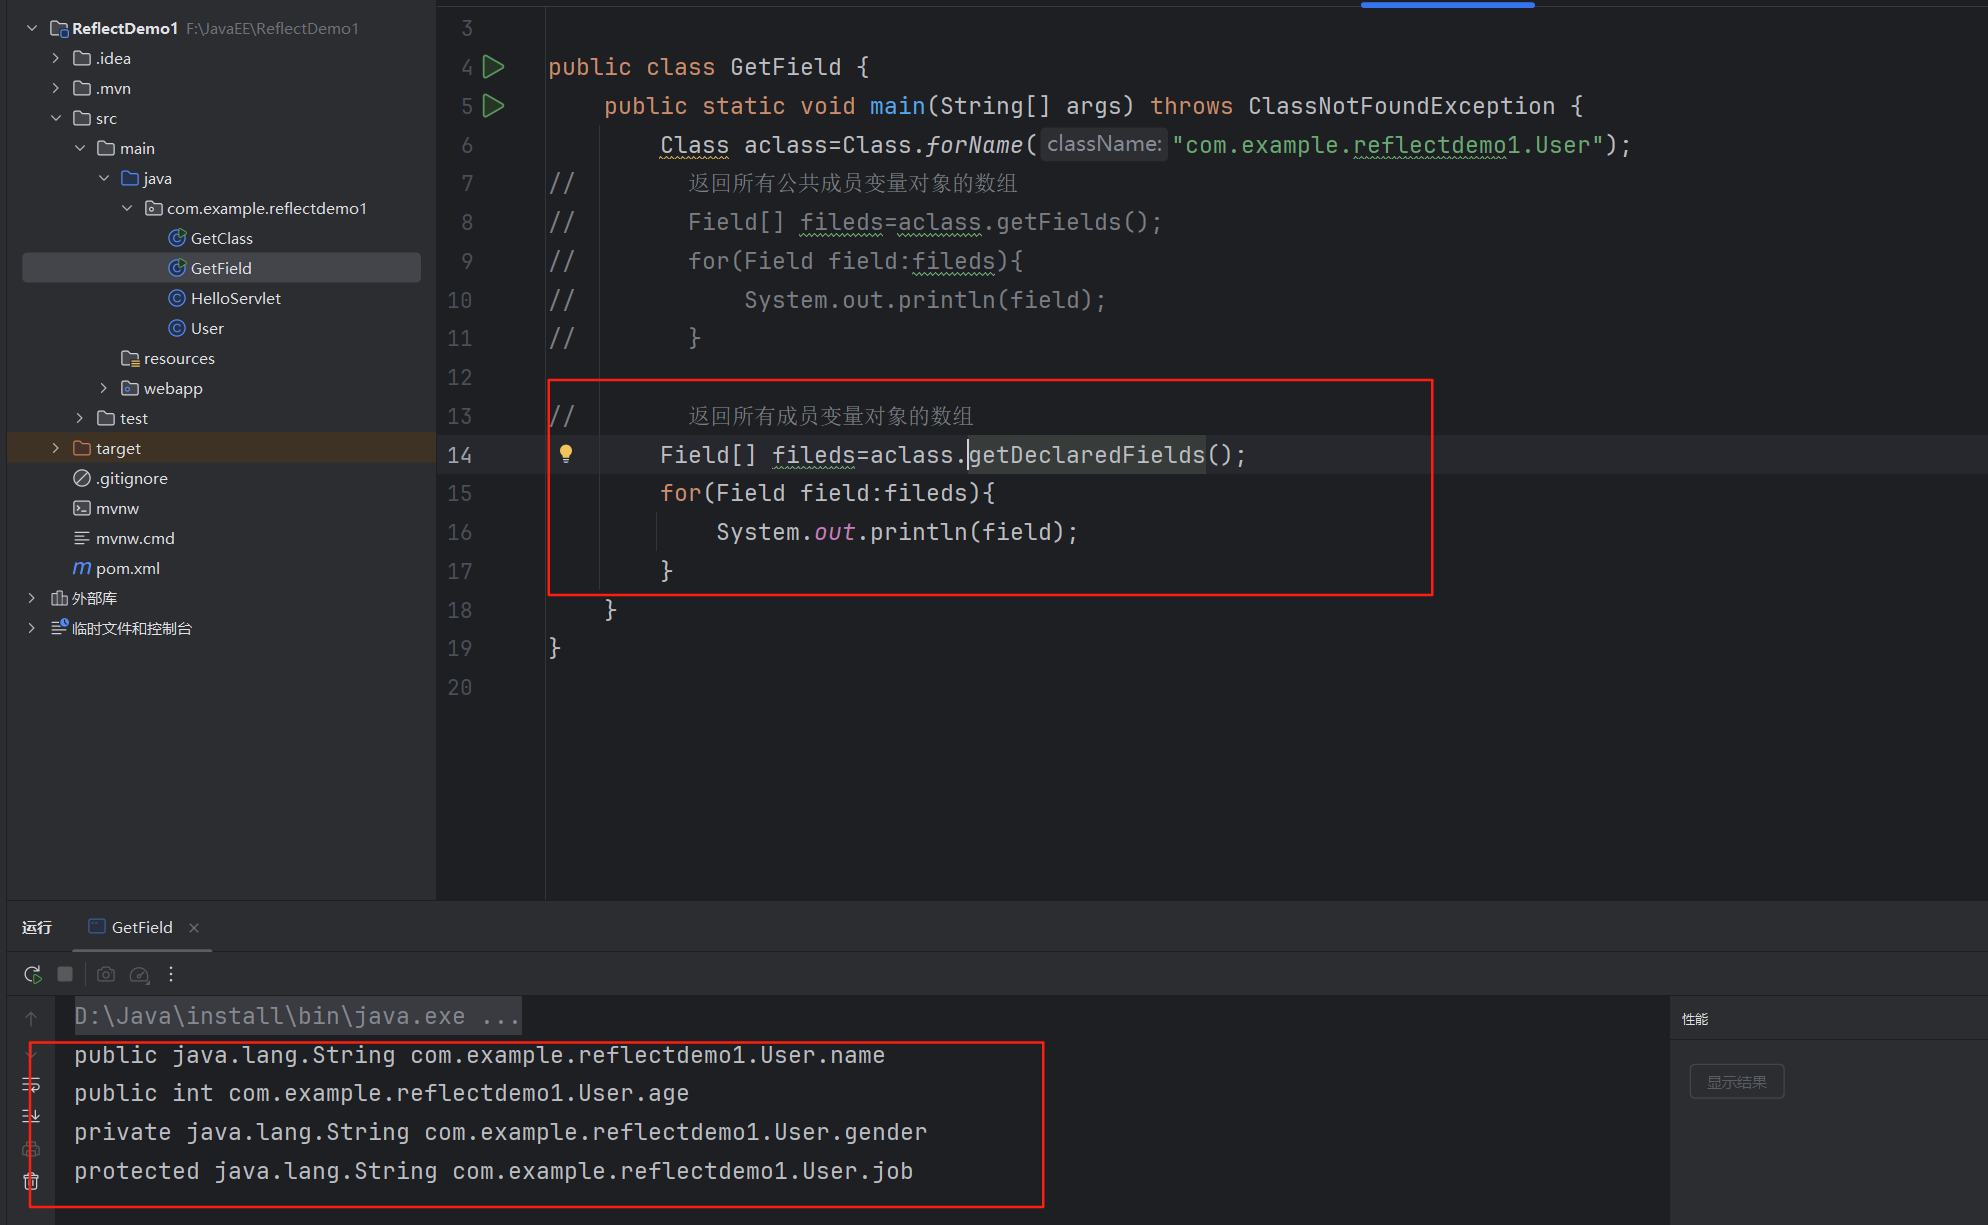 ReflectDemo1 F:\JavaEE\ReflectDemo1
.idea
.mvn
src
main
java
com.example.reflectdemo1
GetClass
GetField
HelloServlet
User
resources
webapp
test
target
.gitignore
mvnw
mvnw.cmd
pom.xml
外部库
临时文件和控制台
3
4 public class GetField {
5 public static void main(String[] args) throws ClassNotFoundException {
6 Class aclass=Class.forName( className: "com.example.reflectdemo1.User");
7 // 返回所有公共成员变量对象的数组
8 // Field[] fileds=aclass.getFields();
9 // for(Field field:fileds){
10 // System.out.println(field);
11 // }
12
13 // 返回所有成员变量对象的数组
14 Field[] fileds=aclass.getDeclaredFields();
15 for(Field field:fileds){
16 System.out.println(field);
17 }
18 }
19 }
20
运行 GetField
D:\Java\install\bin\java.exe ...
public java.lang.String com.example.reflectdemo1.User.name
public int com.example.reflectdemo1.User.age
private java.lang.String com.example.reflectdemo1.User.gender
protected java.lang.String com.example.reflectdemo1.User.job
性能
显示结果